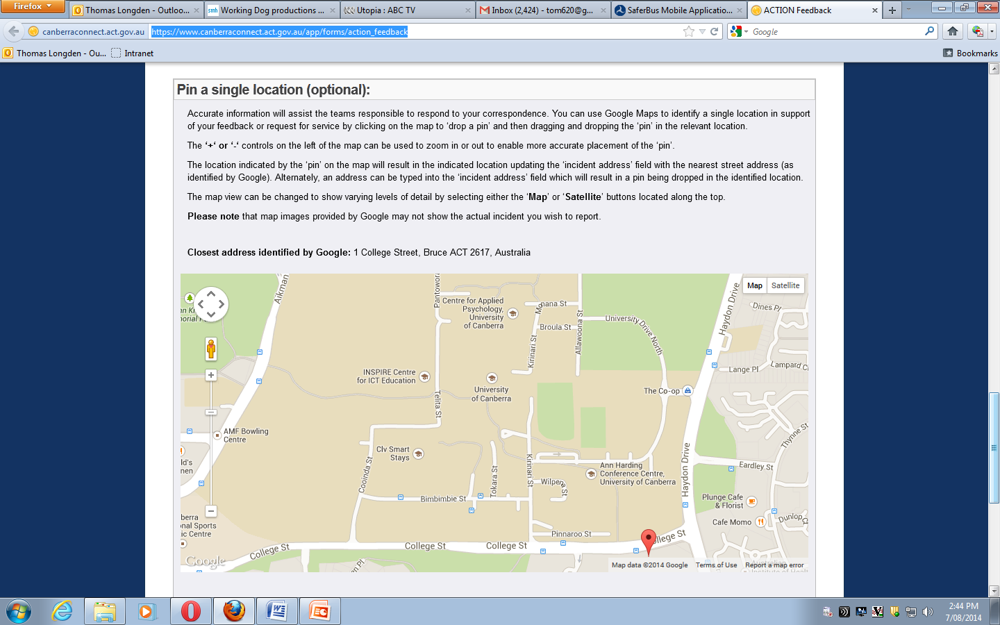 Firefox
Thomas Longden - Outloo...
Working Dog productions ...
Utopia : ABC TV
Inbox (2,424) - tom620@g...
SaferBus Mobile Applicatio...
ACTION Feedback
canberraconnect.act.gov.au
https://www.canberraconnect.act.gov.au/app/forms/action_feedback
Google
Thomas Longden - Ou...
Intranet
Bookmarks
Pin a single location (optional):
Accurate information will assist the teams responsible to respond to your correspondence. You can use Google Maps to identify a single location in support
of your feedback or request for service by clicking on the map to ‘drop a pin’ and then dragging and dropping the ‘pin’ in the relevant location.
The ‘+‘ or ‘-‘ controls on the left of the map can be used to zoom in or out to enable more accurate placement of the ‘pin’.
The location indicated by the ‘pin’ on the map will result in the indicated location updating the ‘incident address’ field with the nearest street address (as
identified by Google). Alternately, an address can be typed into the ‘incident address’ field which will result in a pin being dropped in the identified location.
The map view can be changed to show varying levels of detail by selecting either the ‘Map’ or ‘Satellite’ buttons located along the top.
Please note that map images provided by Google may not show the actual incident you wish to report.
Closest address identified by Google: 1 College Street, Bruce ACT 2617, Australia
Map
Satellite
Aikman
Pantowora
Centre for Applied
Psychology,
University
of Canberra
Mo
nana St
Broula St
Kirinari St
Allawoona St
University Drive North
Haydon Drive
Dines Pl
Lange Pl
Lampard C
INSPIRE Centre
for ICT Education
University
of Canberra
The Co-op
Telita St
AMF Bowling
Centre
Clv Smart
Stays
Cooinda St
Tokara St
Kirinari St
Wilpena St
Ann Harding
Conference Centre,
University of Canberra
Haydon Drive
Eardley St
Thynne St
Bimbimbie St
Plunge Cafe
& Florist
Cafe Momo
Dunlop
ld's
nen
berra
onal Sports
ic Centre
Pinnaroo St
College St
College St
College St
ollege St
en Pl
Google
Map data ©2014 Google
Terms of Use
Report a map error
2:44 PM
7/08/2014